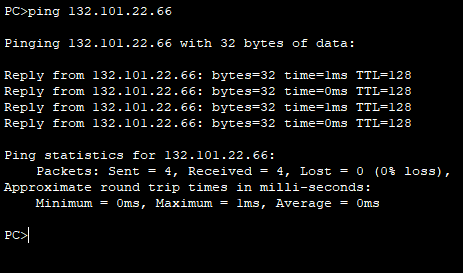 PC>ping 132.101.22.66
Pinging 132.101.22.66 with 32 bytes of data:
Reply from 132.101.22.66: bytes=32 time=1ms TTL=128
Reply from 132.101.22.66: bytes=32 time=0ms TTL=128
Reply from 132.101.22.66: bytes=32 time=1ms TTL=128
Reply from 132.101.22.66: bytes=32 time=0ms TTL=128
Ping statistics for 132.101.22.66:
    Packets: Sent = 4, Received = 4, Lost = 0 (0% loss),
Approximate round trip times in milli-seconds:
    Minimum = 0ms, Maximum = 1ms, Average = 0ms
PC>